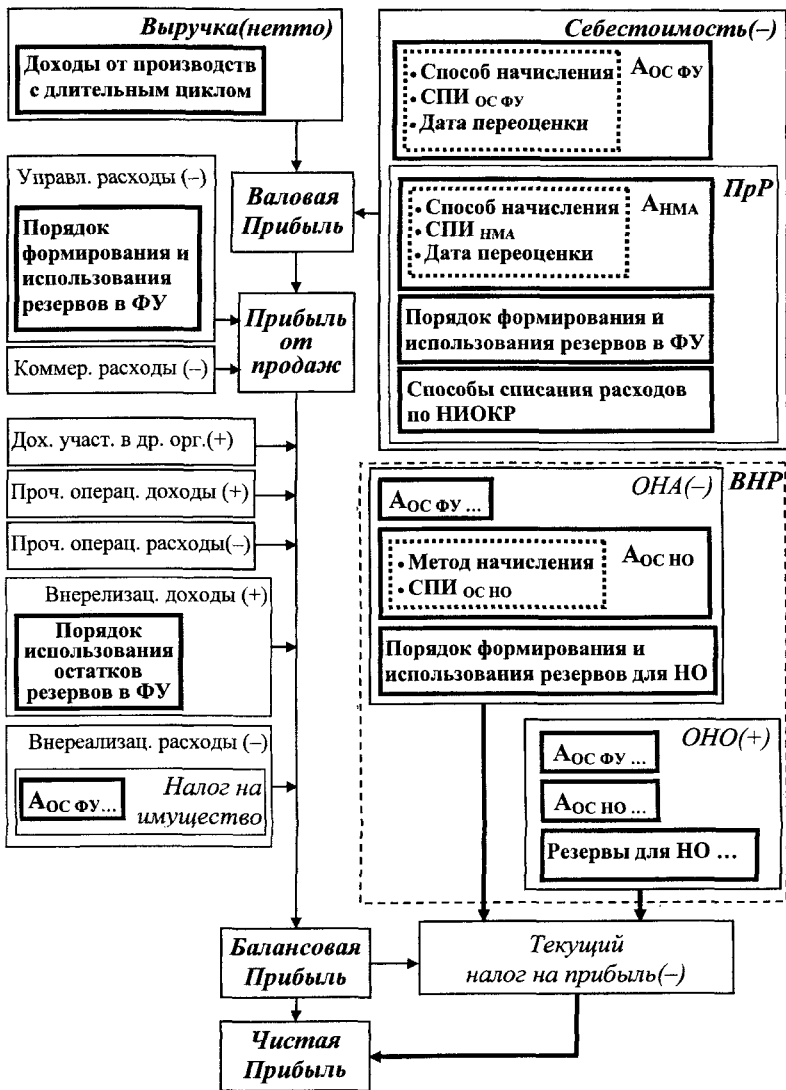 Выручка(нетто)
Доходы от производств
с длительным циклом
Себестоимость(–)
• Способ начисления
• СПИ ОС ФУ
• Дата переоценки
АОС ФУ
Управл. расходы (–)
Порядок
формирования и
использования
резервов в ФУ
Валовая
Прибыль
ПрР
• Способ начисления
• СПИ НМА
• Дата переоценки
АНМА
Порядок формирования и
использования резервов в ФУ
Способы списания расходов
по НИОКР
Прибыль
от
продаж
Коммер. расходы (–)
Дох. участ. в др. орг.(+)
Проч. операц. доходы (+)
Проч. операц. расходы(–)
Внерелизац. доходы (+)
Порядок
использования
остатков
резервов в ФУ
Внереализац. расходы (–)
Налог на
имущество
АОС ФУ...
ВНР
ОНА(–)
АОС ФУ ...
• Метод начисления
• СПИ ОС НО
АОС НО
Порядок формирования и
использования резервов для НО
ОНО(+)
АОС ФУ ...
АОС НО ...
Резервы для НО ...
Балансовая
Прибыль
Текущий
налог на прибыль(–)
Чистая
Прибыль